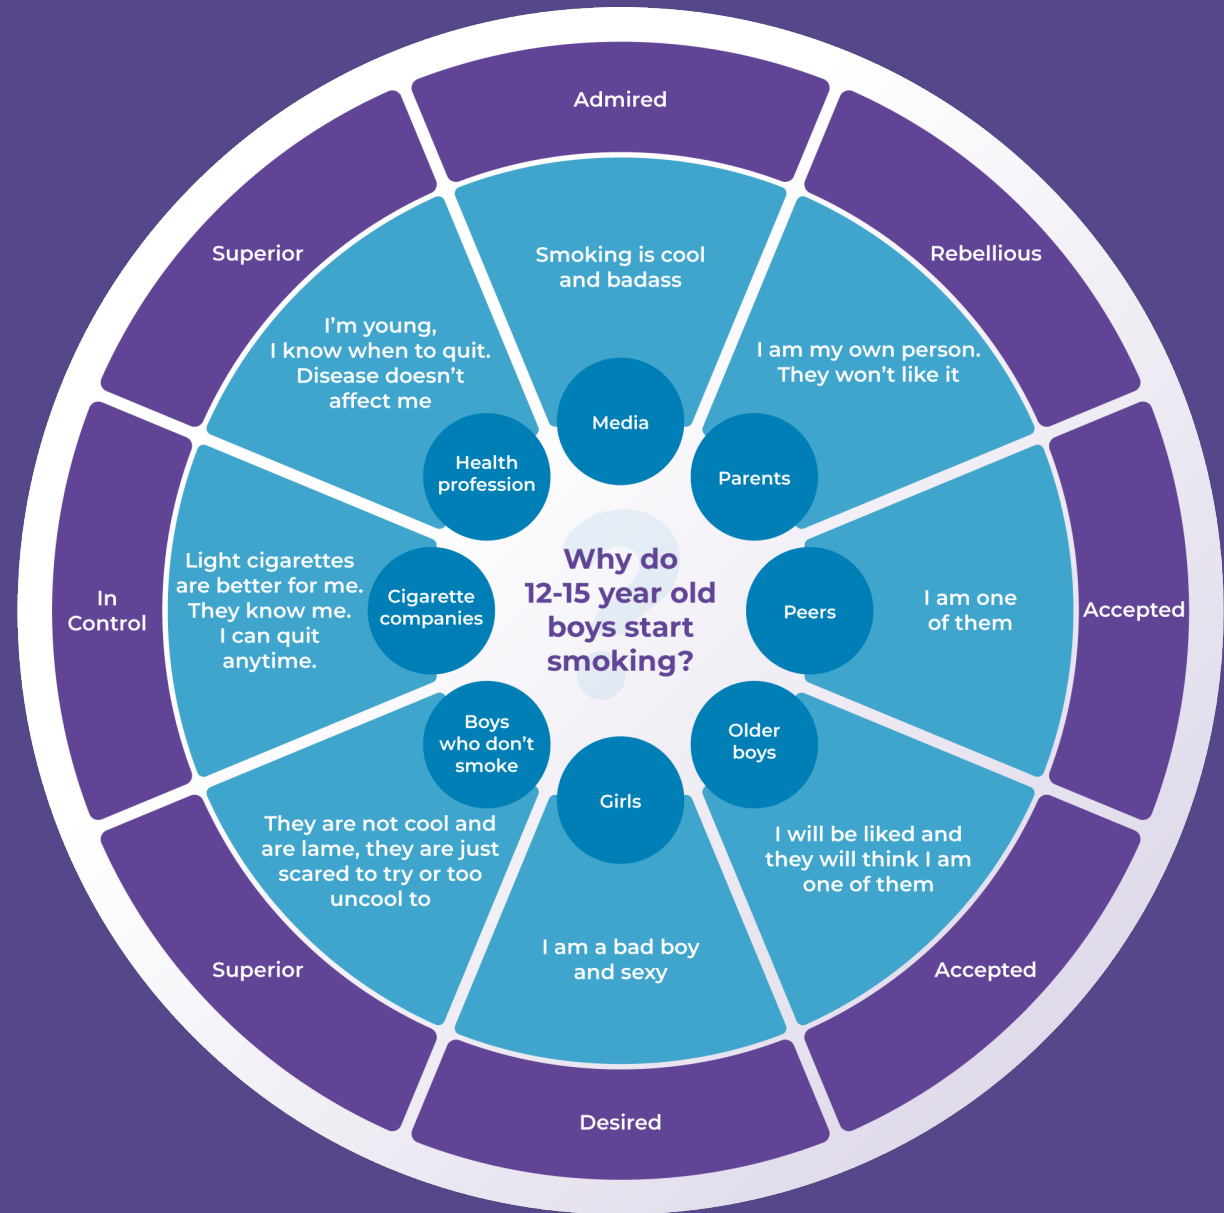 Admired
Superior
Rebellious
Smoking is cool
and badass
I’m young,
I know when to quit.
Disease doesn’t
affect me
I am my own person.
They won’t like it
Media
Health
profession
Parents
Why do
12-15 year old
boys start
smoking?
?
Light cigarettes
are better for me.
They know me.
I can quit
anytime.
In
Control
Cigarette
companies
Peers
I am one
of them
Accepted
Boys
who don’t
smoke
Older
boys
Girls
They are not cool and
are lame, they are just
scared to try or too
uncool to
I will be liked and
they will think I am
one of them
I am a bad boy
and sexy
Superior
Accepted
Desired